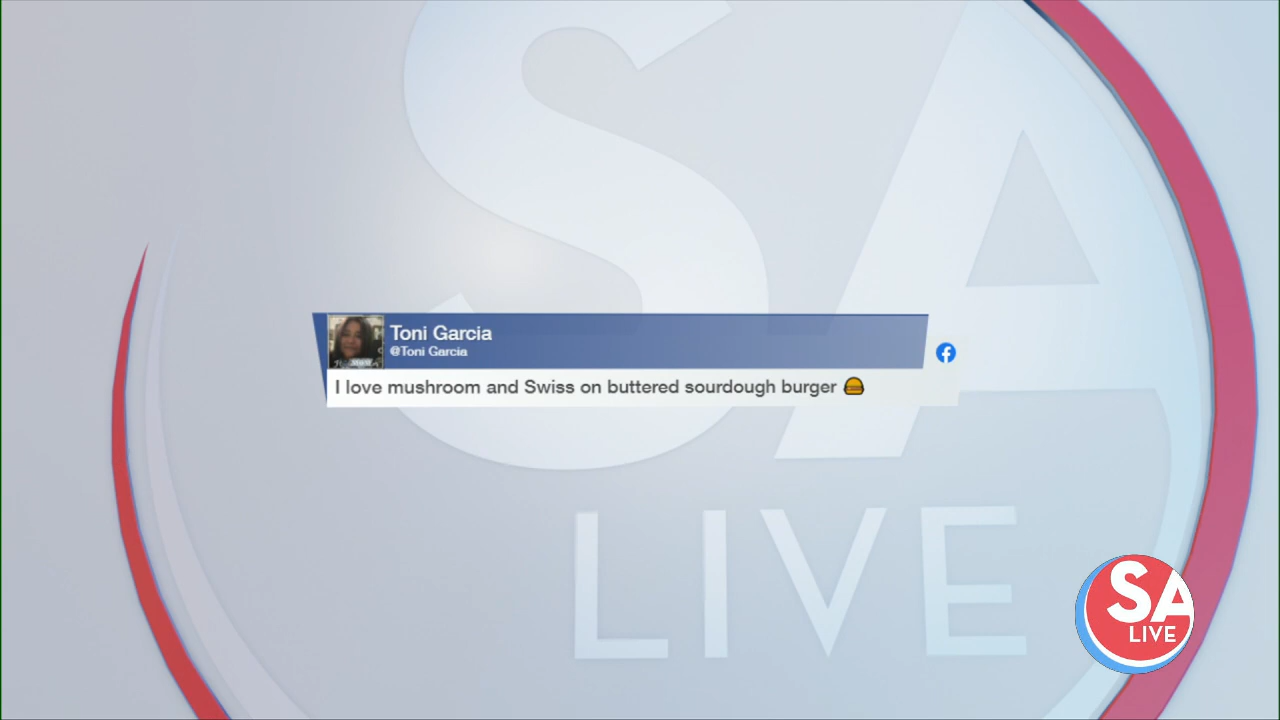 SA
LIVE
Toni Garcia
@Toni Garcia
I love mushroom and Swiss on buttered sourdough burger 🍔
SA
LIVE